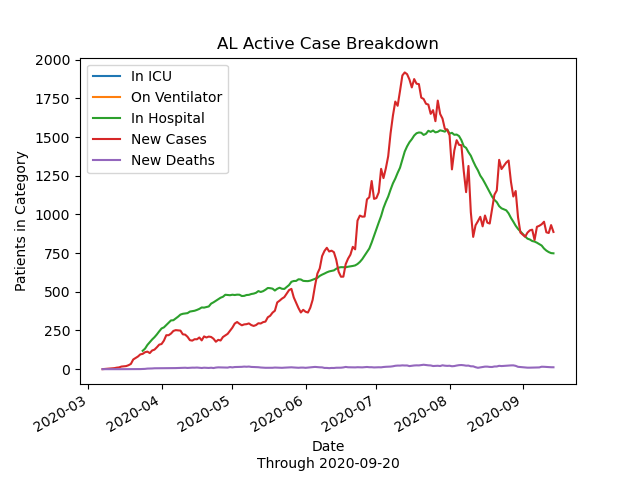 AL Active Case Breakdown
2000
1750
1500
1250
1000
750
500
250
0
Patients in Category
In ICU
On Ventilator
In Hospital
New Cases
New Deaths
2020-03
2020-04
2020-05
2020-06
2020-07
2020-08
2020-09
Date
Through 2020-09-20